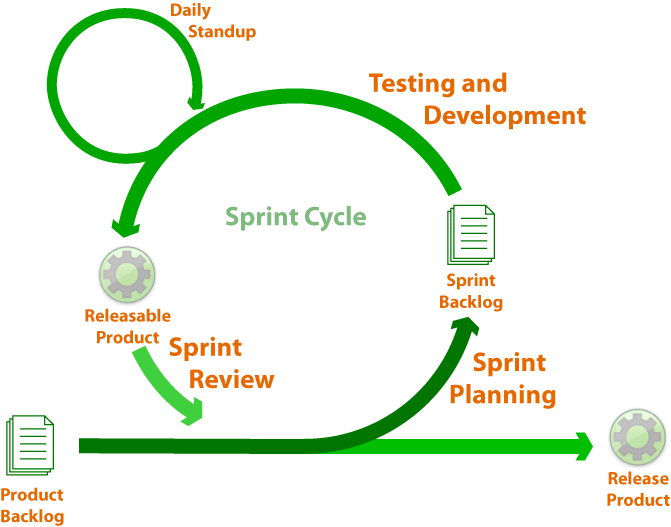 Daily
Standup
Testing and
Development
Sprint Cycle
Sprint
Backlog
Releasable
Product
Sprint
Review
Sprint
Planning
Product
Backlog
Release
Product